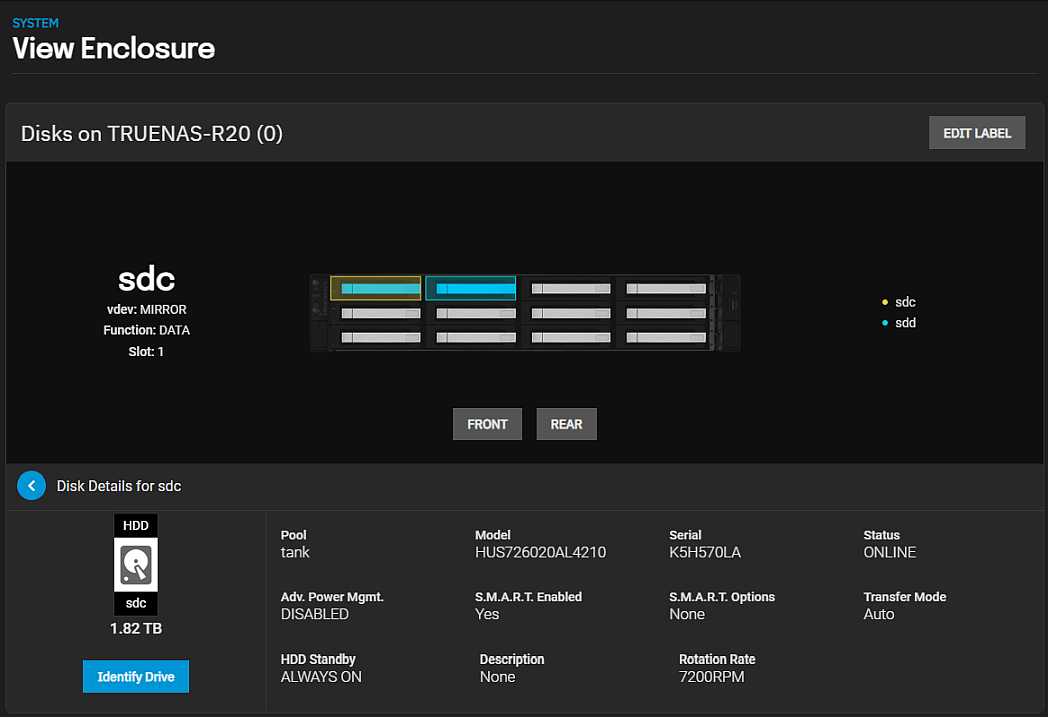 SYSTEM
View Enclosure
Disks on TRUENAS-R20 (0)
EDIT LABEL
sdc
vdev: MIRROR
Function: DATA
Slot: 1
sdc
sdd
FRONT
REAR
Disk Details for sdc
HDD
sdc
1.82 TB
Identify Drive
Pool
tank
Model
HUS726020AL4210
Serial
K5H570LA
Status
ONLINE
Adv. Power Mgmt.
DISABLED
S.M.A.R.T. Enabled
Yes
S.M.A.R.T. Options
None
Transfer Mode
Auto
HDD Standby
ALWAYS ON
Description
None
Rotation Rate
7200RPM